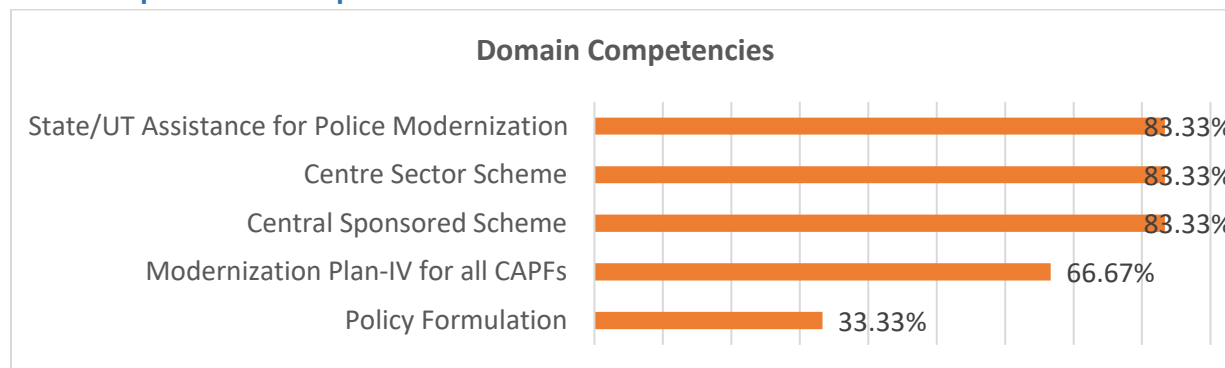 Domain Competencies
State/UT Assistance for Police Modernization 83.33%
Centre Sector Scheme 83.33%
Central Sponsored Scheme 83.33%
Modernization Plan-IV for all CAPFs 66.67%
Policy Formulation 33.33%